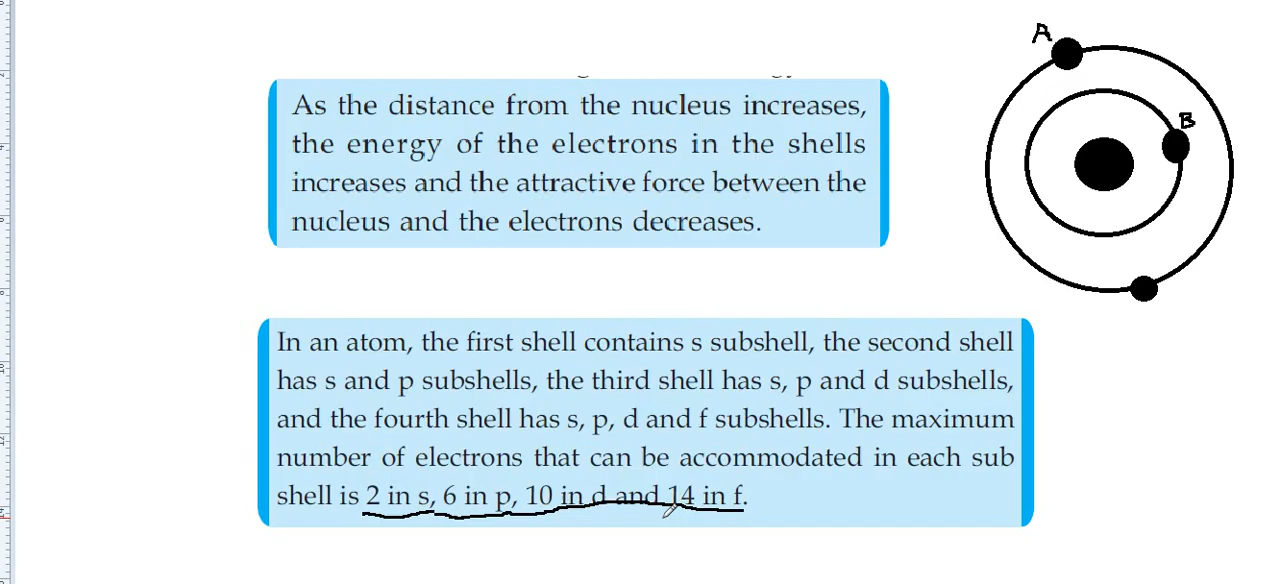 A
B
As the distance from the nucleus increases,
the energy of the electrons in the shells
increases and the attractive force between the
nucleus and the electrons decreases.
In an atom, the first shell contains s subshell, the second shell
has s and p subshells, the third shell has s, p and d subshells,
and the fourth shell has s, p, d and f subshells. The maximum
number of electrons that can be accommodated in each sub
shell is 2 in s, 6 in p, 10 in d and 14 in f.